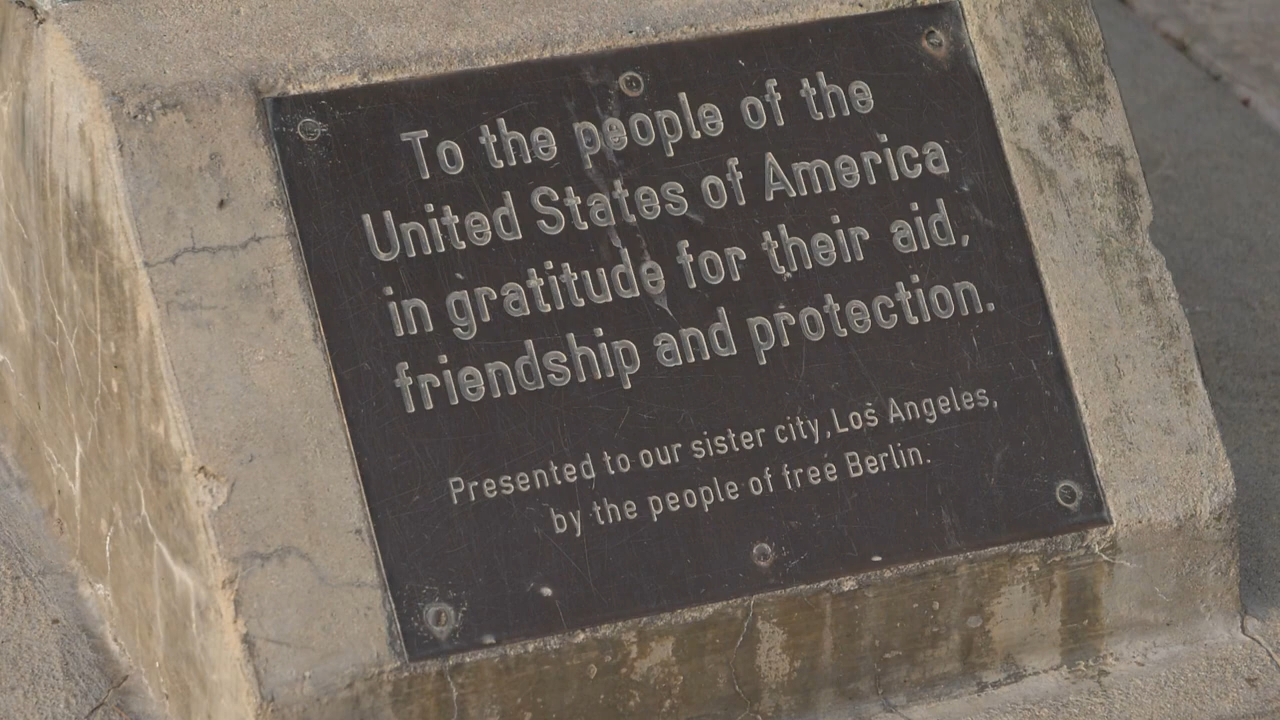 To the people of the
United States of America
in gratitude for their aid,
friendship and protection.
Presented to our sister city, Los Angeles,
by the people of free Berlin.